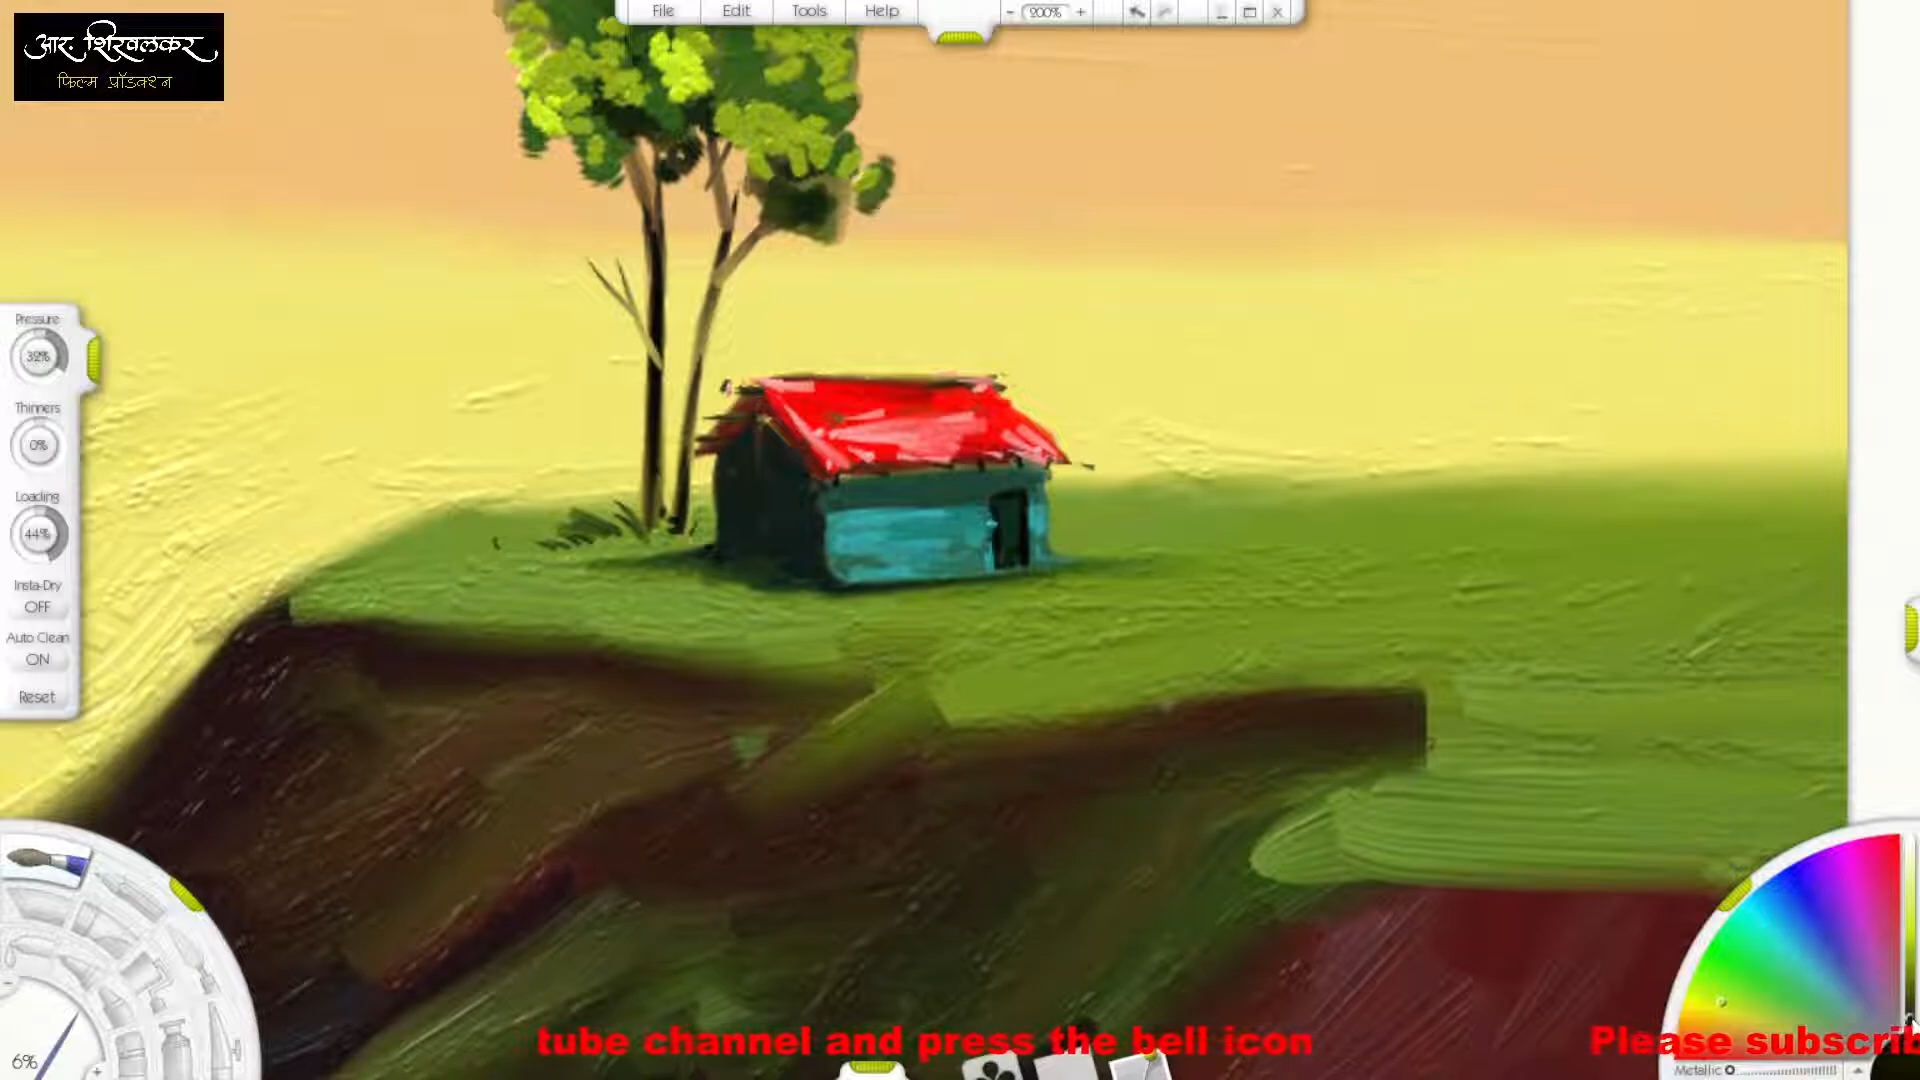 आर. शिरवलकर
फिल्म प्रॉडक्शन
File Edit Tools Help - 200% +
Pressure
32%
Thinners
0%
Loading
44%
Insta-Dry
OFF
Auto Clean
ON
Reset
6%
tube channel and press the bell icon
Please subscrib
Metallic